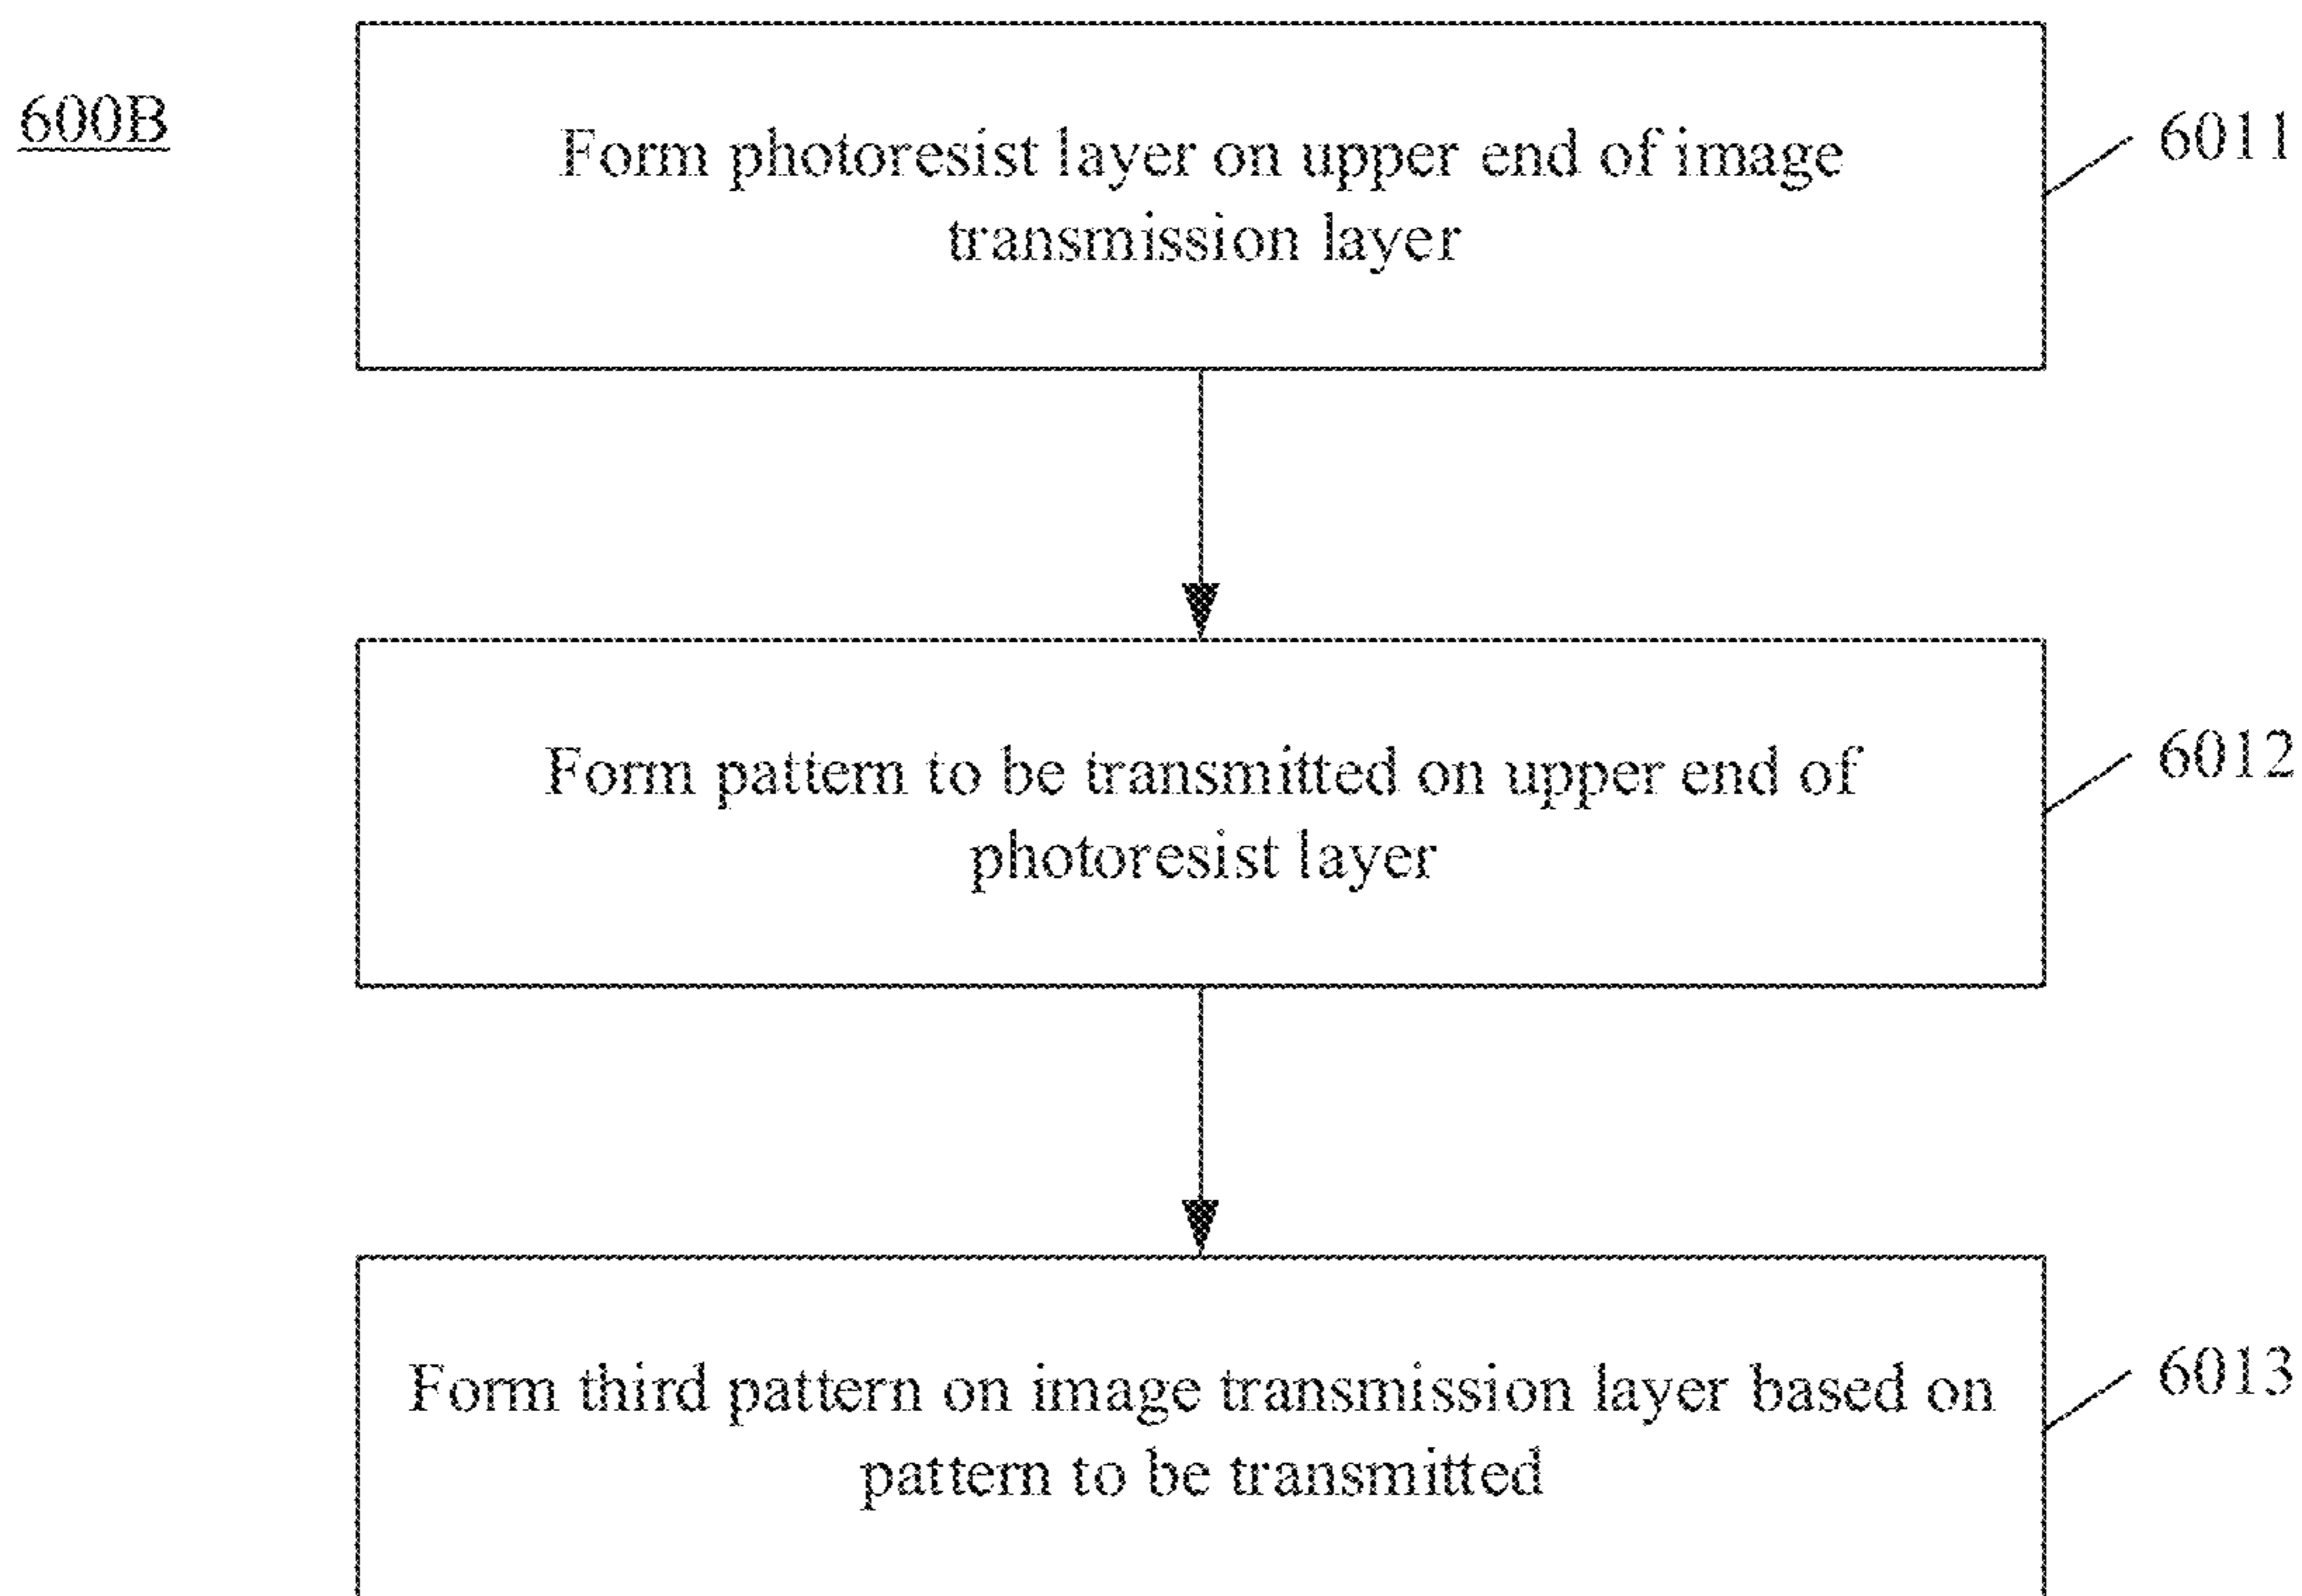 600B
Form photoresist layer on upper end of image
transmission layer
6011
Form pattern to be transmitted on upper end of
photoresist layer
6012
Form third pattern on image transmission layer based on
pattern to be transmitted
6013